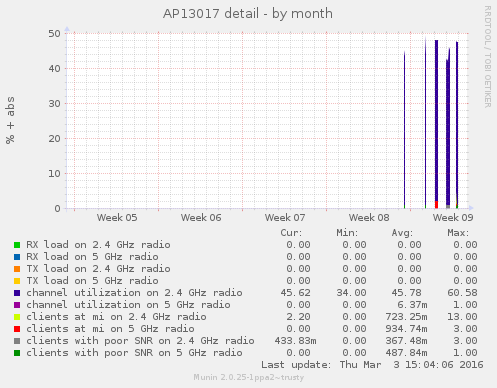 AP13017 detail - by month
RRDTOOL / TOBI OETIKER
% + abs
50
40
30
20
10
0
Week 05 Week 06 Week 07 Week 08 Week 09
Cur: Min: Avg: Max:
RX load on 2.4 GHz radio 0.00 0.00 0.00 0.00
RX load on 5 GHz radio 0.00 0.00 0.00 0.00
TX load on 2.4 GHz radio 0.00 0.00 0.00 0.00
TX load on 5 GHz radio 0.00 0.00 0.00 0.00
channel utilization on 2.4 GHz radio 45.62 34.00 45.78 60.58
channel utilization on 5 GHz radio 0.00 0.00 6.37m 1.00
clients at mi on 2.4 GHz radio 2.20 0.00 723.25m 13.00
clients at mi on 5 GHz radio 0.00 0.00 934.74m 3.00
clients with poor SNR on 2.4 GHz radio 433.83m 0.00 367.48m 3.00
clients with poor SNR on 5 GHz radio 0.00 0.00 487.84m 1.00
Last update: Thu Mar 3 15:04:06 2016
Munin 2.0.25-1ppa2~trusty